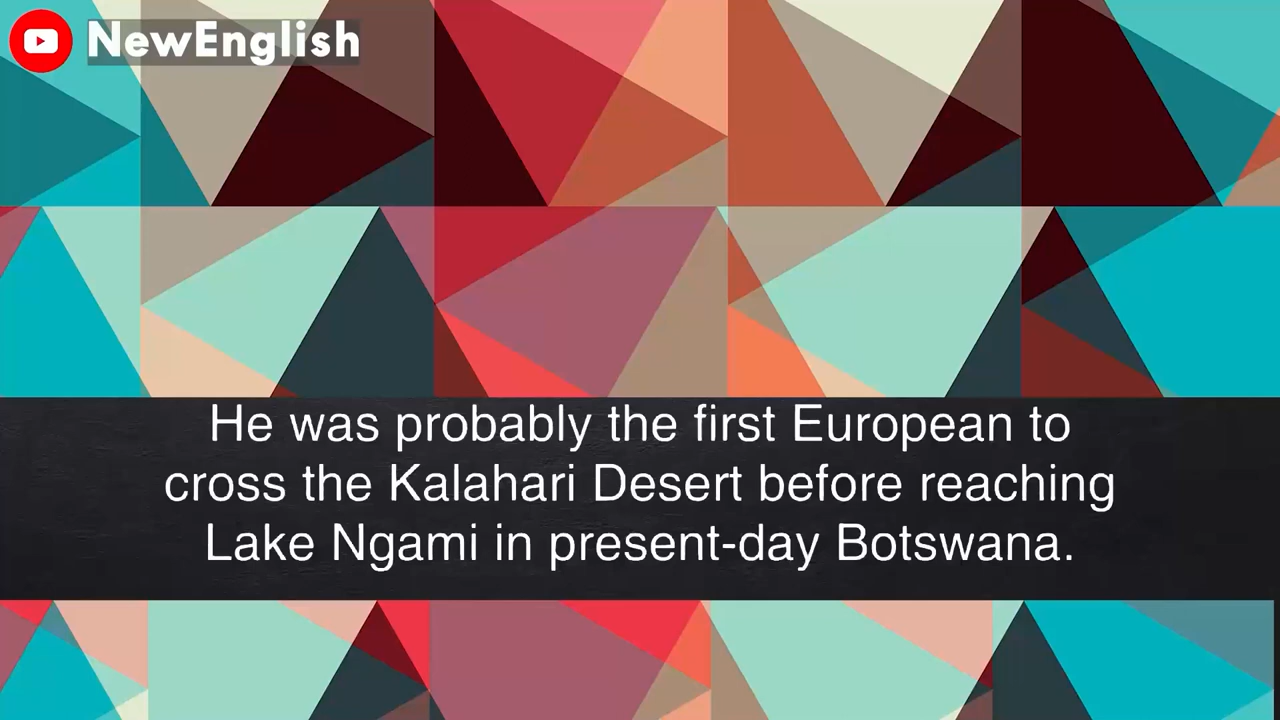 NewEnglish
He was probably the first European to
cross the Kalahari Desert before reaching
Lake Ngami in present-day Botswana.